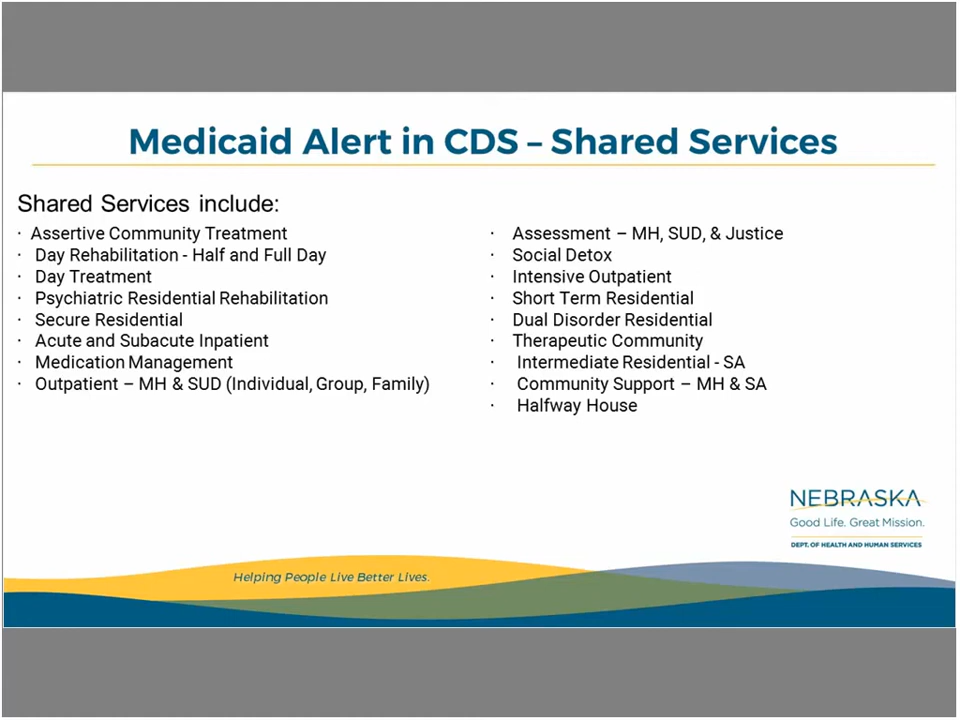 Medicaid Alert in CDS – Shared Services
Shared Services include:
· Assertive Community Treatment
· Day Rehabilitation - Half and Full Day
· Day Treatment
· Psychiatric Residential Rehabilitation
· Secure Residential
· Acute and Subacute Inpatient
· Medication Management
· Outpatient – MH & SUD (Individual, Group, Family)
· Assessment – MH, SUD, & Justice
· Social Detox
· Intensive Outpatient
· Short Term Residential
· Dual Disorder Residential
· Therapeutic Community
· Intermediate Residential - SA
· Community Support – MH & SA
· Halfway House
NEBRASKA
Good Life. Great Mission.
DEPT. OF HEALTH AND HUMAN SERVICES
Helping People Live Better Lives.